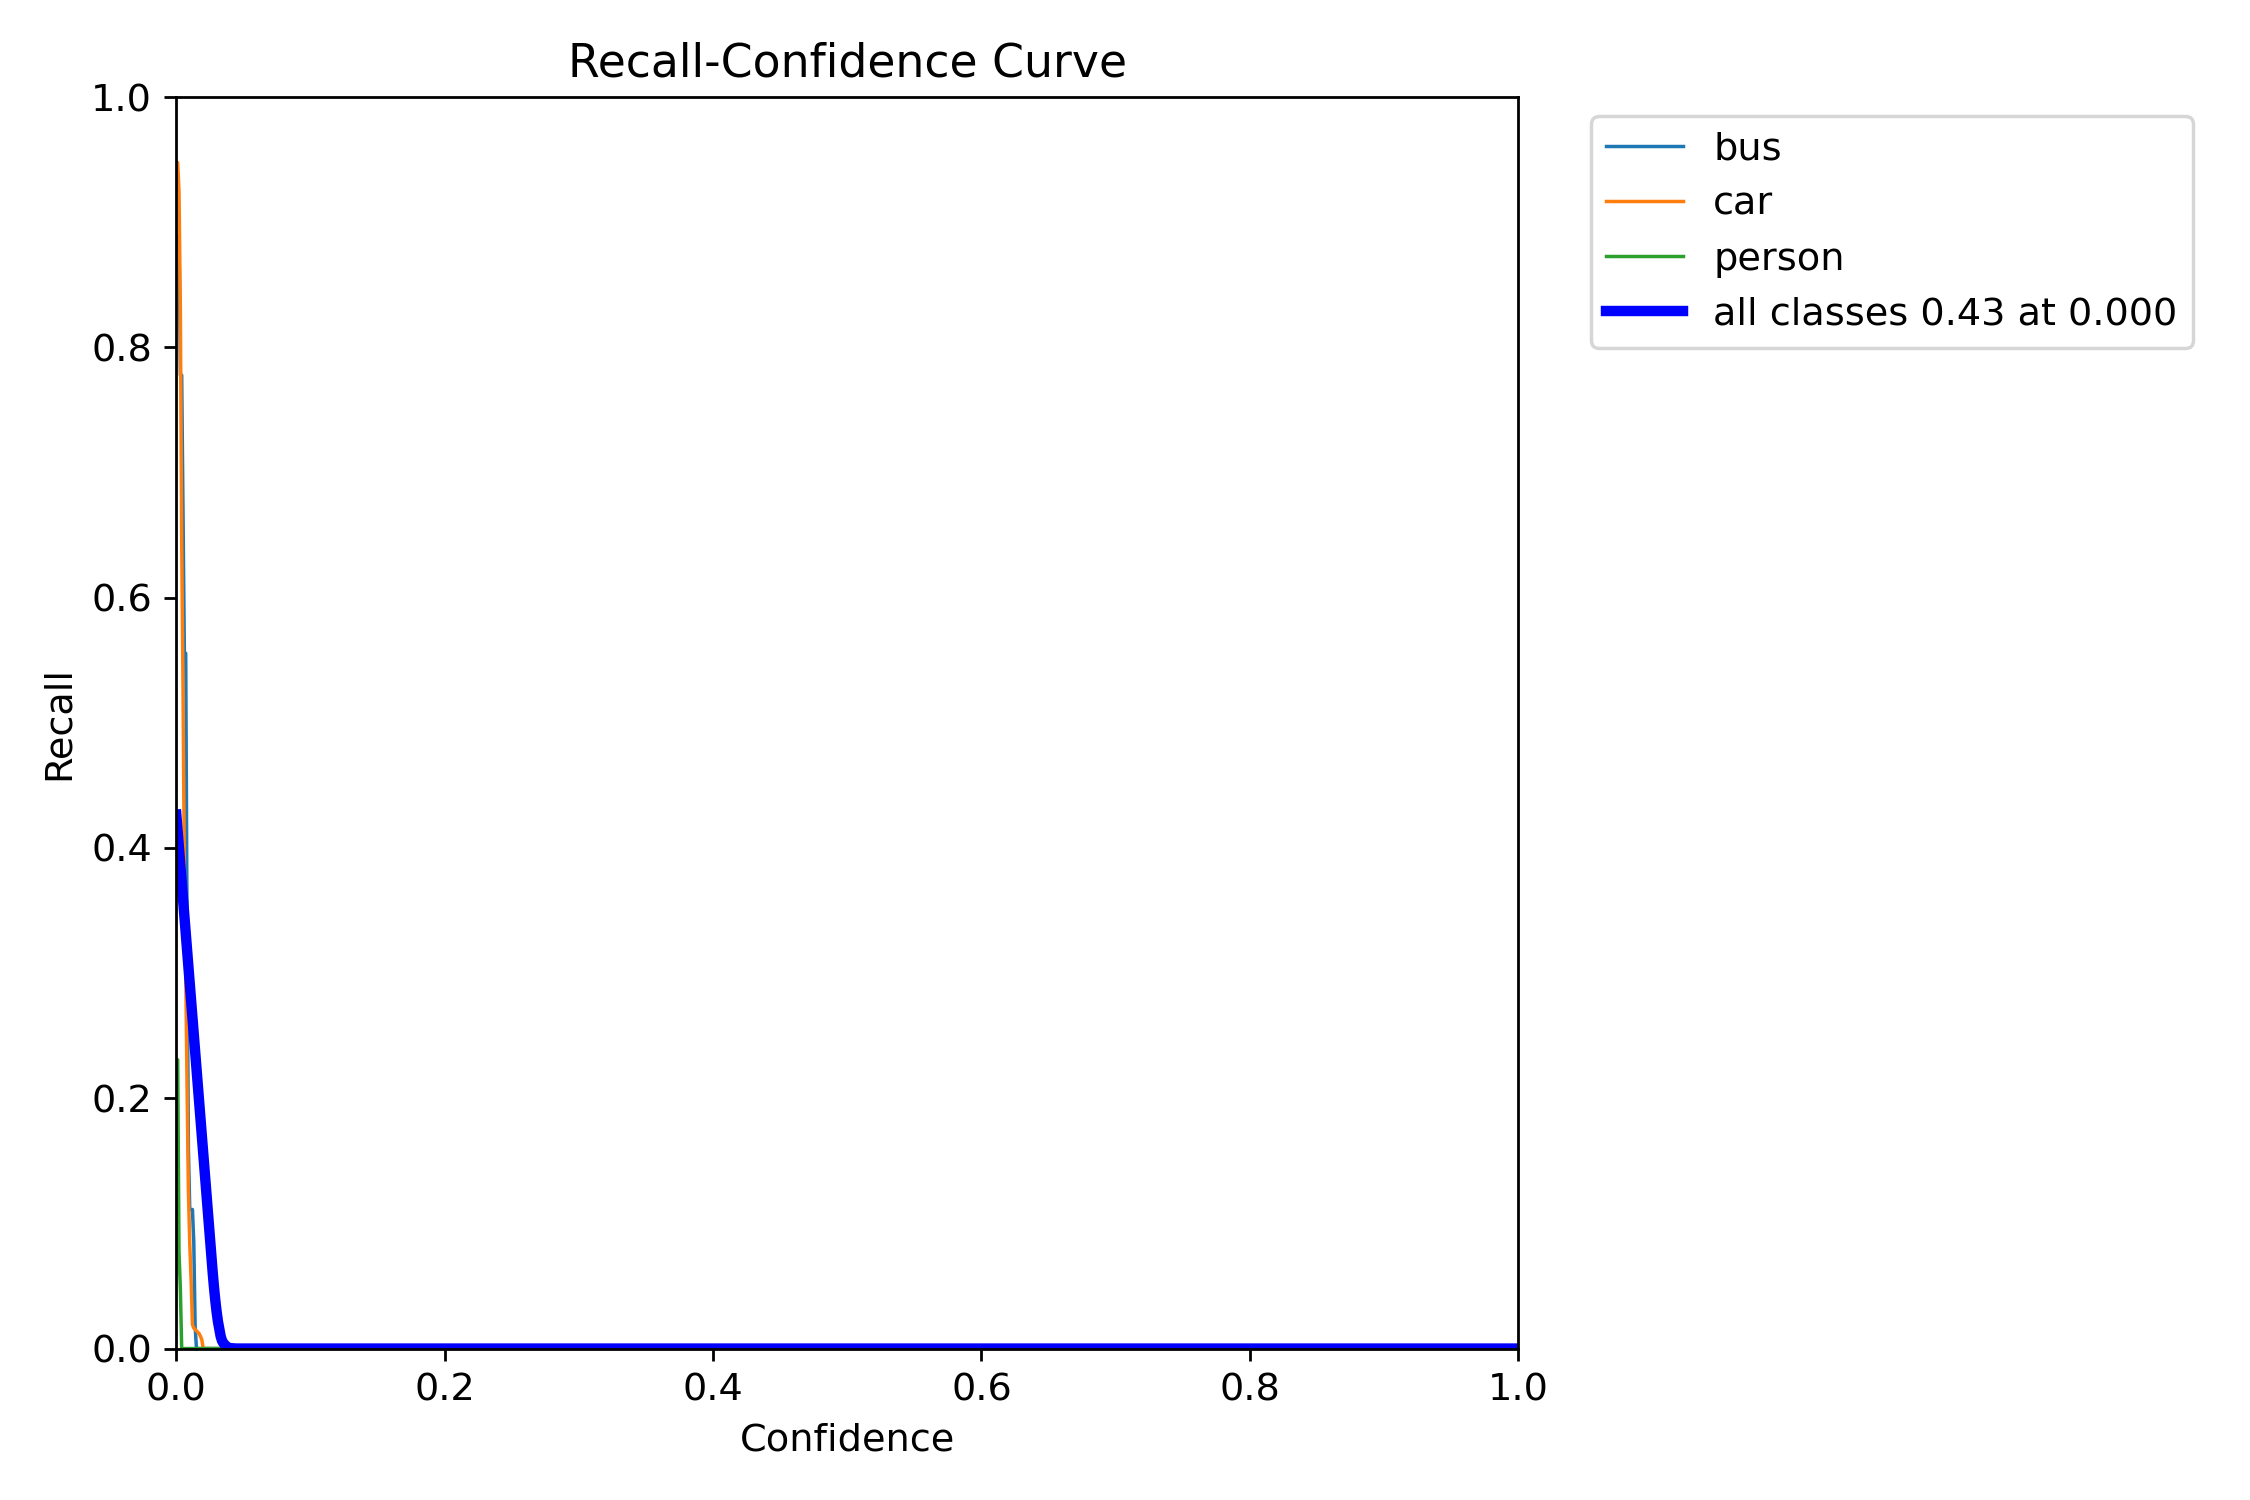 Recall-Confidence Curve
1.0
0.8
0.6
0.4
0.2
0.0
Recall
0.0 0.2 0.4 0.6 0.8 1.0
Confidence
bus
car
person
all classes 0.43 at 0.000